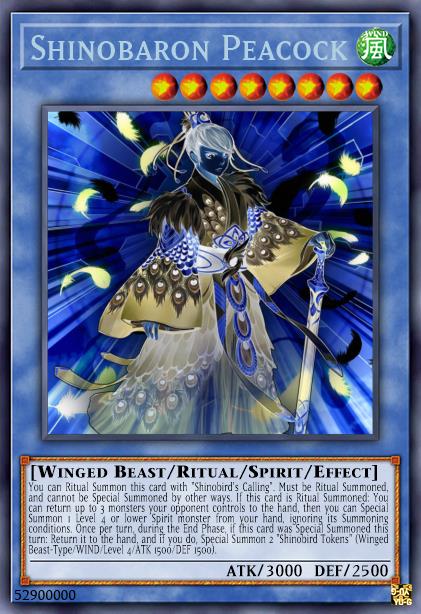 SHINOBARON PEACOCK
WIND
風
[WINGED BEAST/RITUAL/SPIRIT/EFFECT]
You can Ritual Summon this card with "Shinobird's Calling". Must be Ritual Summoned,
and cannot be Special Summoned by other ways. If this card is Ritual Summoned: You
can return up to 3 monsters your opponent controls to the hand, then you can Special
Summon 1 Level 4 or lower Spirit monster from your hand, ignoring its Summoning
conditions. Once per turn, during the End Phase, if this card was Special Summoned this
turn: Return it to the hand, and if you do, Special Summon 2 "Shinobird Tokens" (Winged
Beast-Type/WIND/Level 4/ATK 1500/DEF 1500).
ATK/3000 DEF/2500
52900000